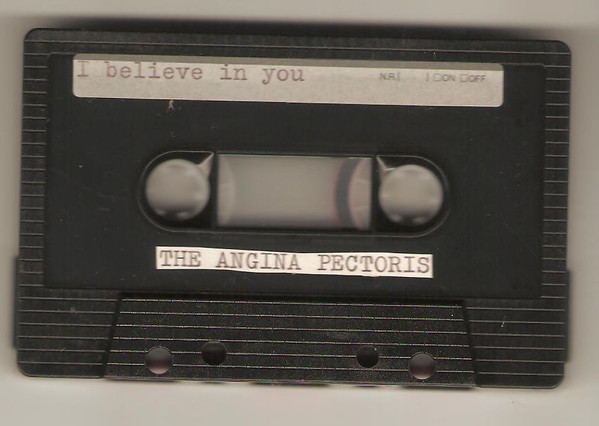 I believe in you
N.R. ☐ON ☐OFF
THE ANGINA PECTORIS